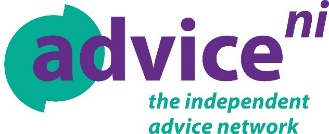 advice ni
the independent
advice network